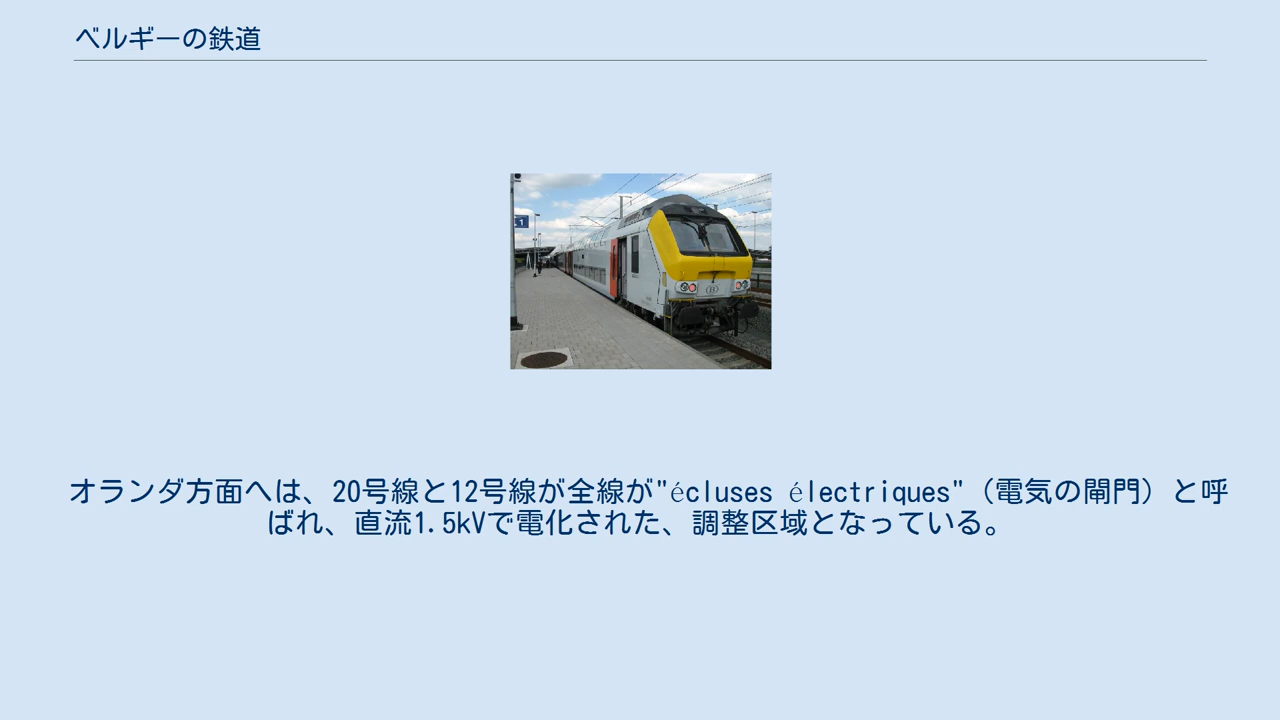 ベルギーの鉄道
1
オランダ方面へは、20号線と12号線が全線が"écluses électriques"（電気の閘門）と呼
ばれ、直流1.5kVで電化された、調整区域となっている。